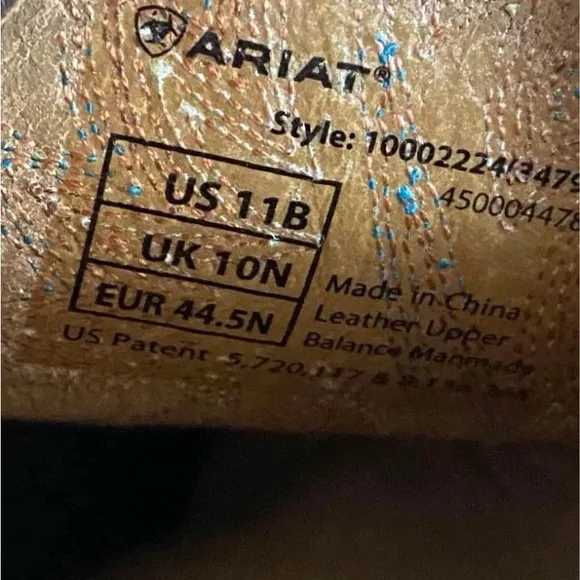 ARIAT®
Style: 10002224(3479
45000447
US 11B
UK 10N
EUR 44.5N
Made in China
Leather Upper
Balance Manmade
US Patent 5,720,117 &